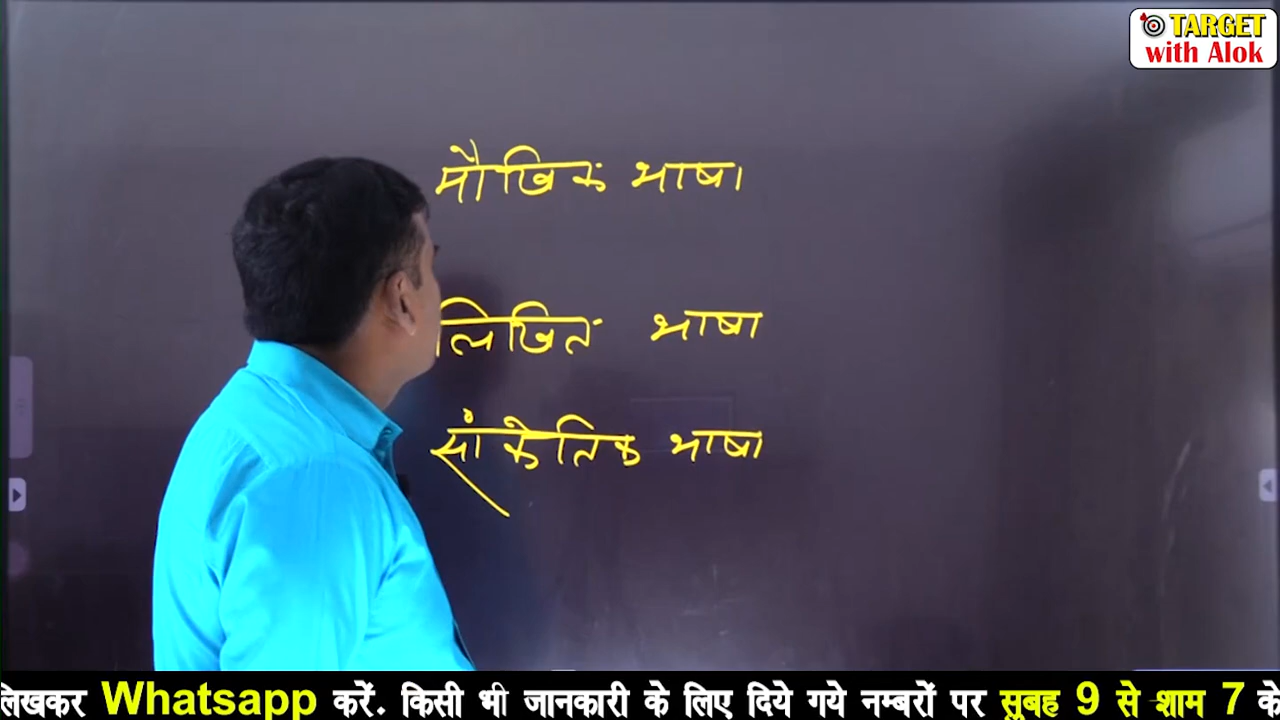 TARGET
with Alok
मौखिक भाषा
लिखित भाषा
सांकेतिक भाषा
लिखकर Whatsapp करें. किसी भी जानकारी के लिए दिये गये नम्बरों पर सुबह 9 से शाम 7 के